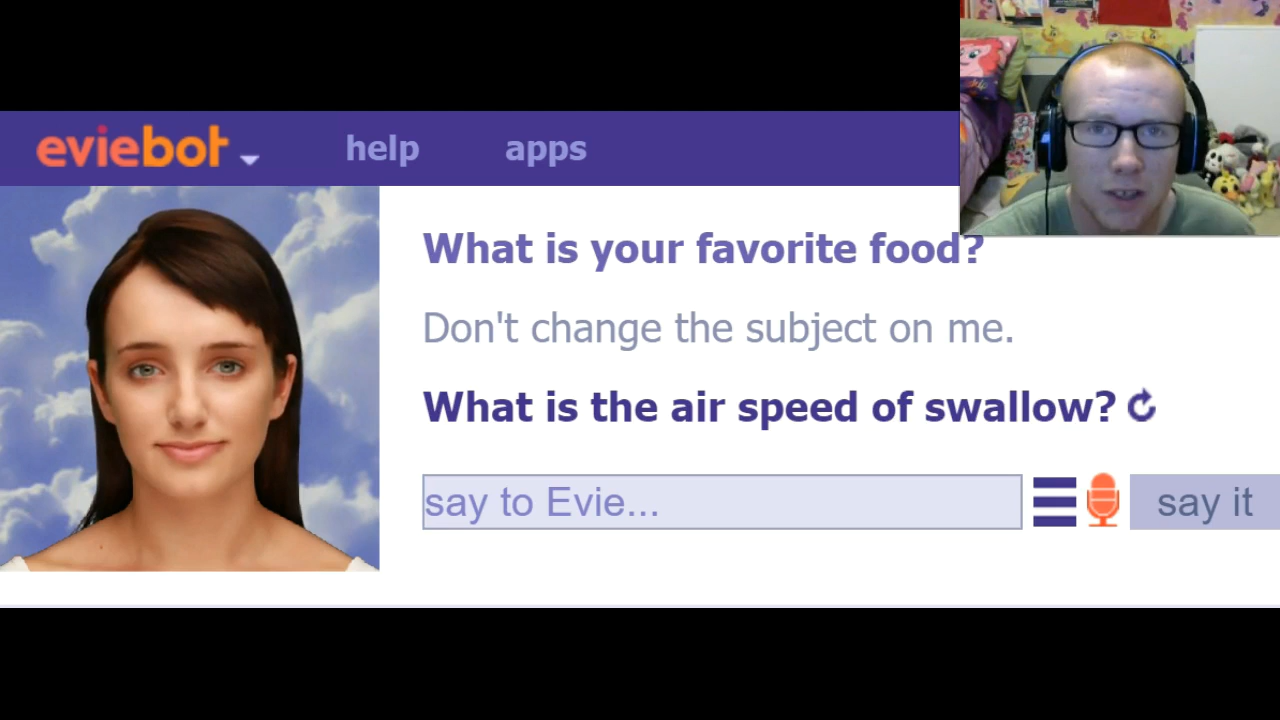 eviebot
help
apps
What is your favorite food?
Don't change the subject on me.
What is the air speed of swallow?
say to Evie...
say it